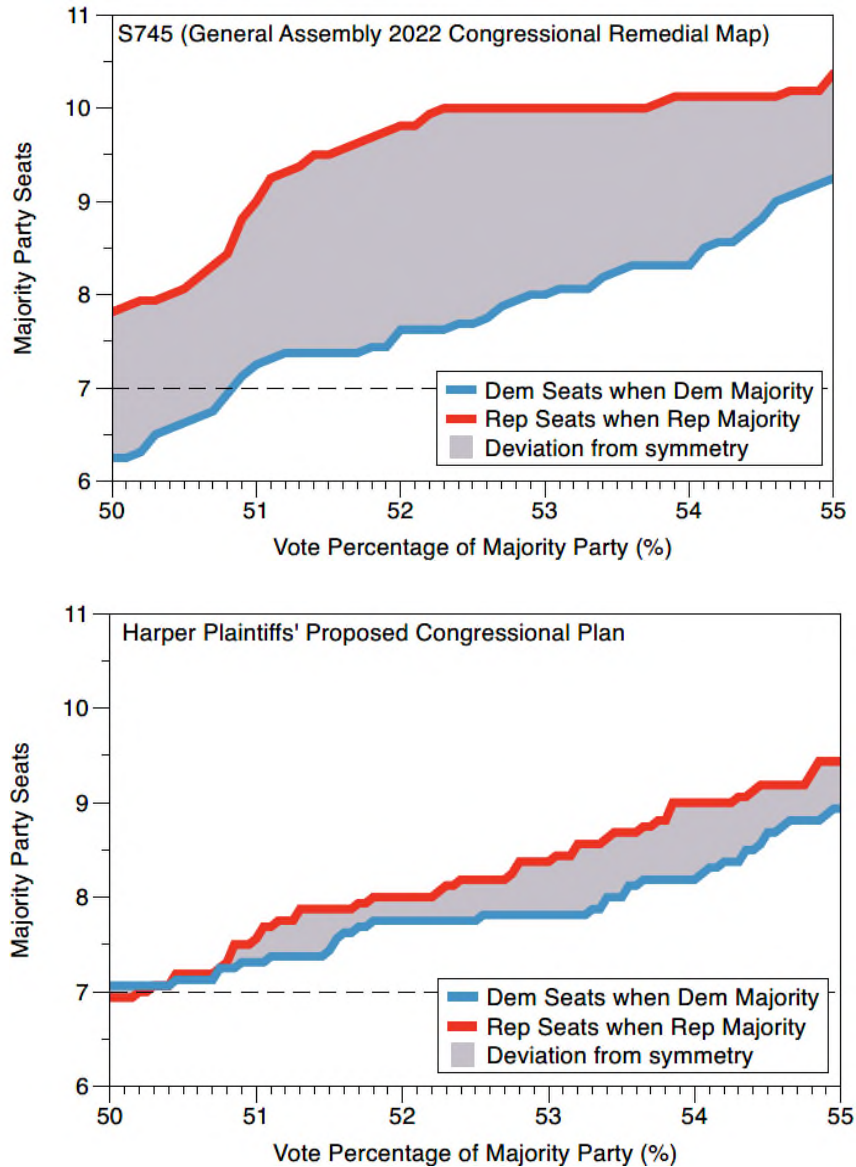 S745 (General Assembly 2022 Congressional Remedial Map)
11
10
9
8
7
6
Majority Party Seats
Dem Seats when Dem Majority
Rep Seats when Rep Majority
Deviation from symmetry
50 51 52 53 54 55
Vote Percentage of Majority Party (%)
Harper Plaintiffs' Proposed Congressional Plan
11
10
9
8
7
6
Majority Party Seats
Dem Seats when Dem Majority
Rep Seats when Rep Majority
Deviation from symmetry
50 51 52 53 54 55
Vote Percentage of Majority Party (%)